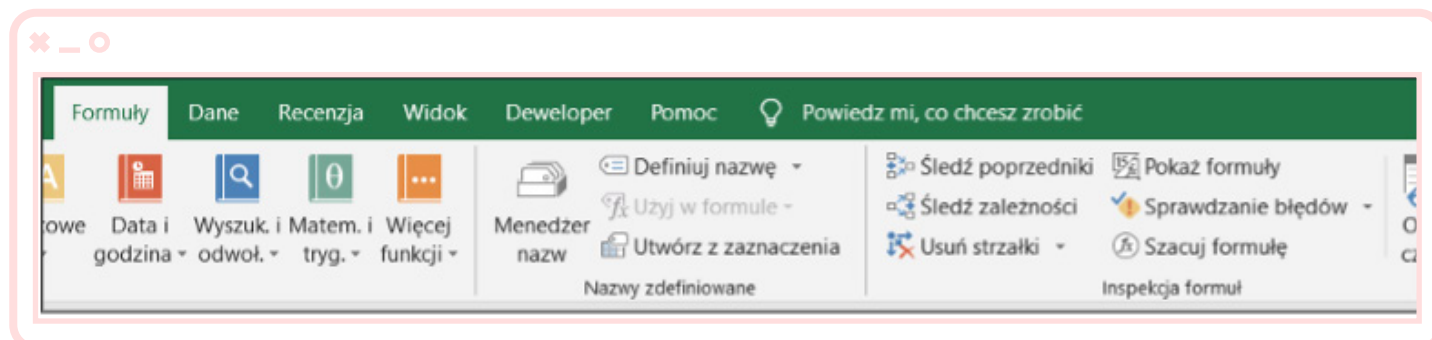 Formuły Dane Recenzja Widok Deweloper Pomoc Powiedz mi, co chcesz zrobić
Data i godzina
Wyszuk. i odwoł.
Matem. i tryg.
Więcej funkcji
Menedżer nazw
Definiuj nazwę
Użyj w formule
Utwórz z zaznaczenia
Nazwy zdefiniowane
Śledź poprzedniki
Śledź zależności
Usuń strzałki
Pokaż formuły
Sprawdzanie błędów
Szacuj formułę
Inspekcja formuł